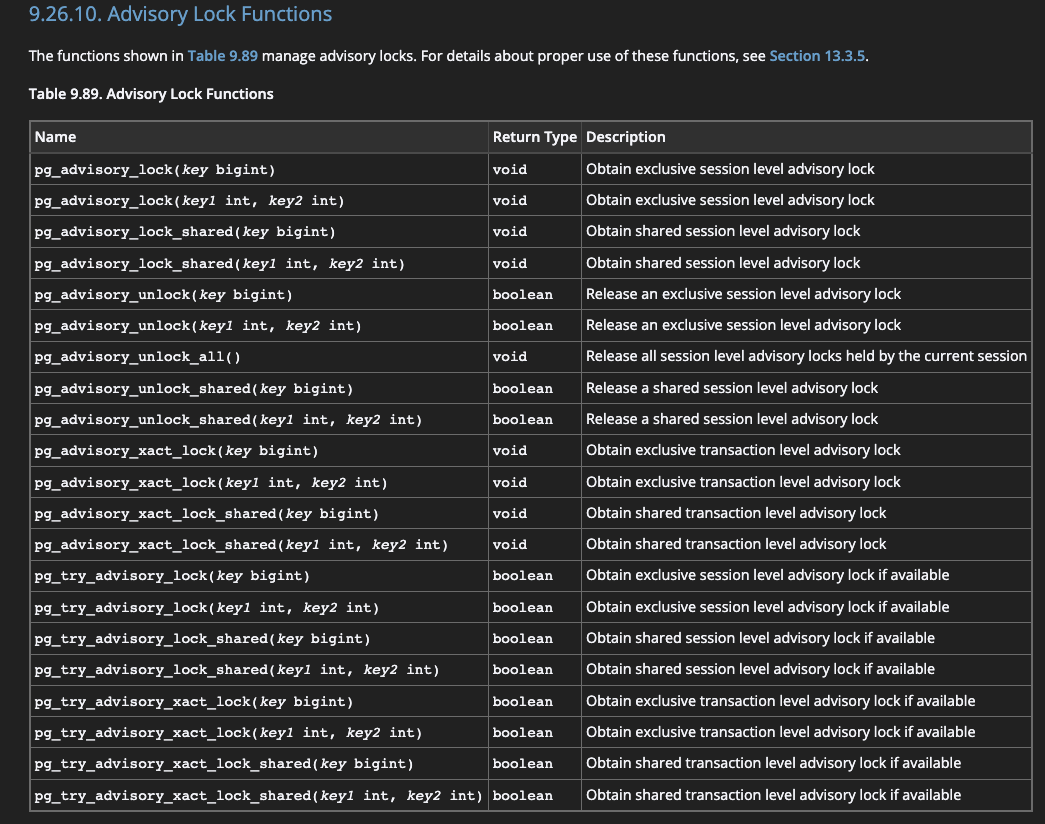 9.26.10. Advisory Lock Functions
The functions shown in Table 9.89 manage advisory locks. For details about proper use of these functions, see Section 13.3.5.
Table 9.89. Advisory Lock Functions
Name Return Type Description
pg_advisory_lock(key bigint) void Obtain exclusive session level advisory lock
pg_advisory_lock(key1 int, key2 int) void Obtain exclusive session level advisory lock
pg_advisory_lock_shared(key bigint) void Obtain shared session level advisory lock
pg_advisory_lock_shared(key1 int, key2 int) void Obtain shared session level advisory lock
pg_advisory_unlock(key bigint) boolean Release an exclusive session level advisory lock
pg_advisory_unlock(key1 int, key2 int) boolean Release an exclusive session level advisory lock
pg_advisory_unlock_all() void Release all session level advisory locks held by the current session
pg_advisory_unlock_shared(key bigint) boolean Release a shared session level advisory lock
pg_advisory_unlock_shared(key1 int, key2 int) boolean Release a shared session level advisory lock
pg_advisory_xact_lock(key bigint) void Obtain exclusive transaction level advisory lock
pg_advisory_xact_lock(key1 int, key2 int) void Obtain exclusive transaction level advisory lock
pg_advisory_xact_lock_shared(key bigint) void Obtain shared transaction level advisory lock
pg_advisory_xact_lock_shared(key1 int, key2 int) void Obtain shared transaction level advisory lock
pg_try_advisory_lock(key bigint) boolean Obtain exclusive session level advisory lock if available
pg_try_advisory_lock(key1 int, key2 int) boolean Obtain exclusive session level advisory lock if available
pg_try_advisory_lock_shared(key bigint) boolean Obtain shared session level advisory lock if available
pg_try_advisory_lock_shared(key1 int, key2 int) boolean Obtain shared session level advisory lock if available
pg_try_advisory_xact_lock(key bigint) boolean Obtain exclusive transaction level advisory lock if available
pg_try_advisory_xact_lock(key1 int, key2 int) boolean Obtain exclusive transaction level advisory lock if available
pg_try_advisory_xact_lock_shared(key bigint) boolean Obtain shared transaction level advisory lock if available
pg_try_advisory_xact_lock_shared(key1 int, key2 int) boolean Obtain shared transaction level advisory lock if available